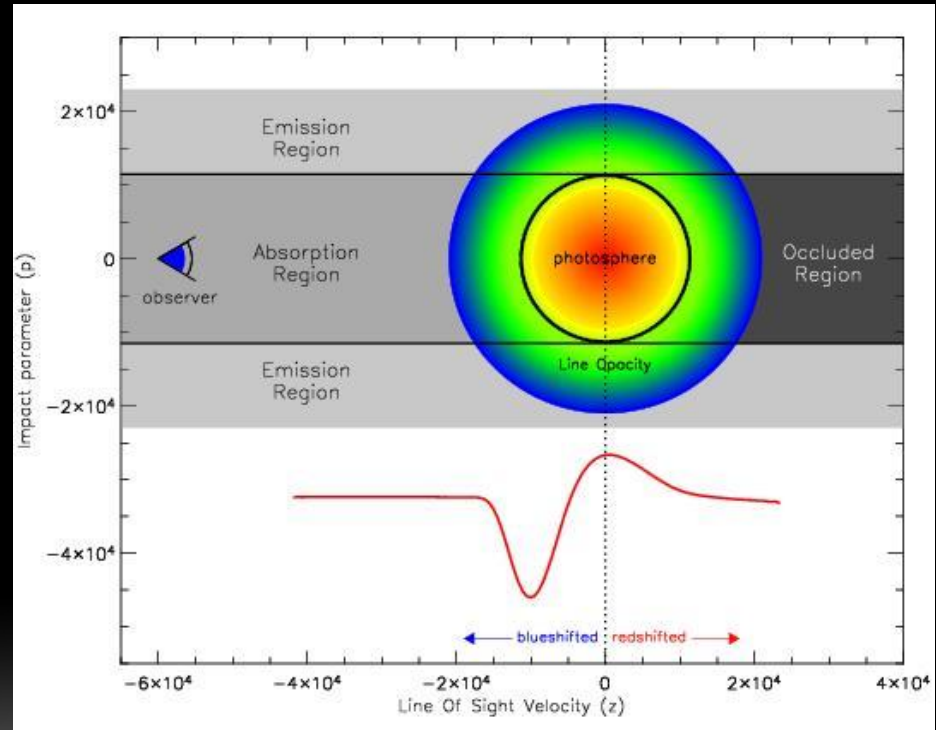 2×10⁴
0
−2×10⁴
−4×10⁴
Impact parameter (p)
Emission
Region
Absorption
Region
observer
photosphere
Occluded
Region
Line Opacity
Emission
Region
blueshifted
redshifted
−6×10⁴
−4×10⁴
−2×10⁴
0
2×10⁴
4×10⁴
Line Of Sight Velocity (z)